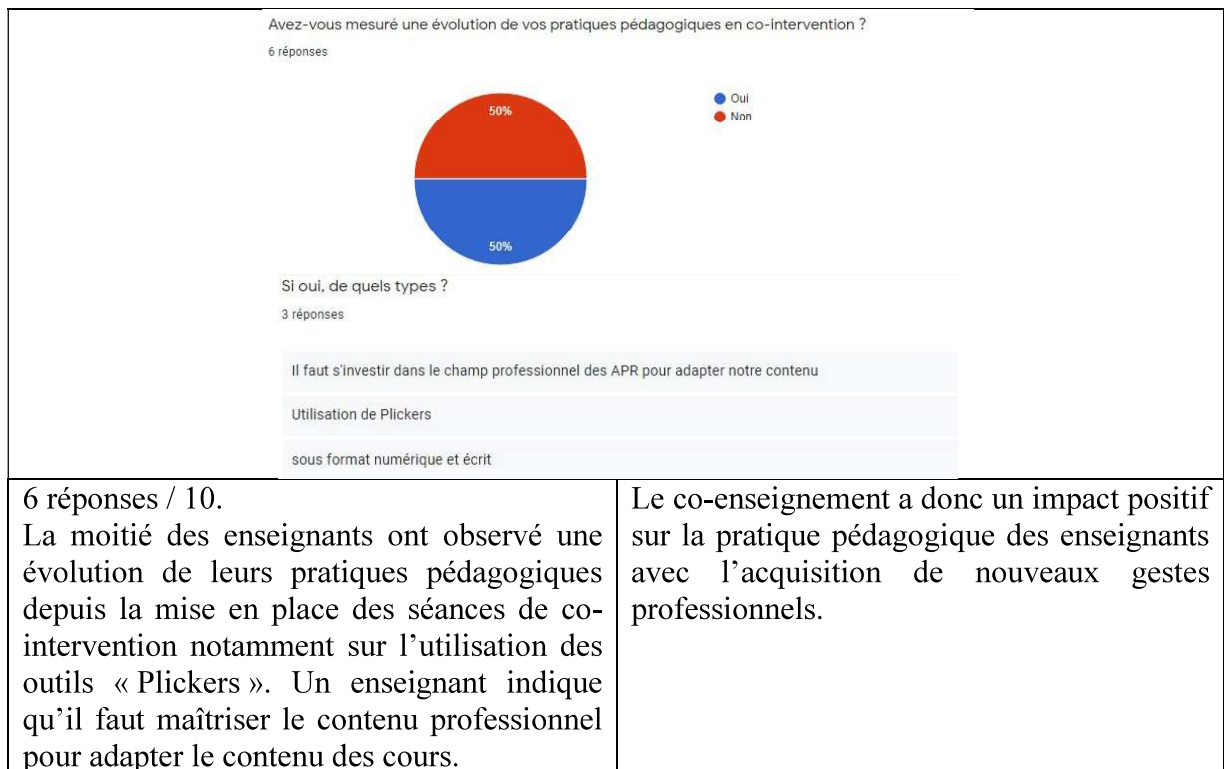 Avez-vous mesuré une évolution de vos pratiques pédagogiques en co-intervention ?
6 réponses
50%
50%
Oui
Non
Si oui, de quels types ?
3 réponses
Il faut s'investir dans le champ professionnel des APR pour adapter notre contenu
Utilisation de Plickers
sous format numérique et écrit
6 réponses / 10.
La moitié des enseignants ont observé une
évolution de leurs pratiques pédagogiques
depuis la mise en place des séances de co-
intervention notamment sur l’utilisation des
outils « Plickers ». Un enseignant indique
qu’il faut maîtriser le contenu professionnel
pour adapter le contenu des cours.
Le co-enseignement a donc un impact positif
sur la pratique pédagogique des enseignants
avec l’acquisition de nouveaux gestes
professionnels.